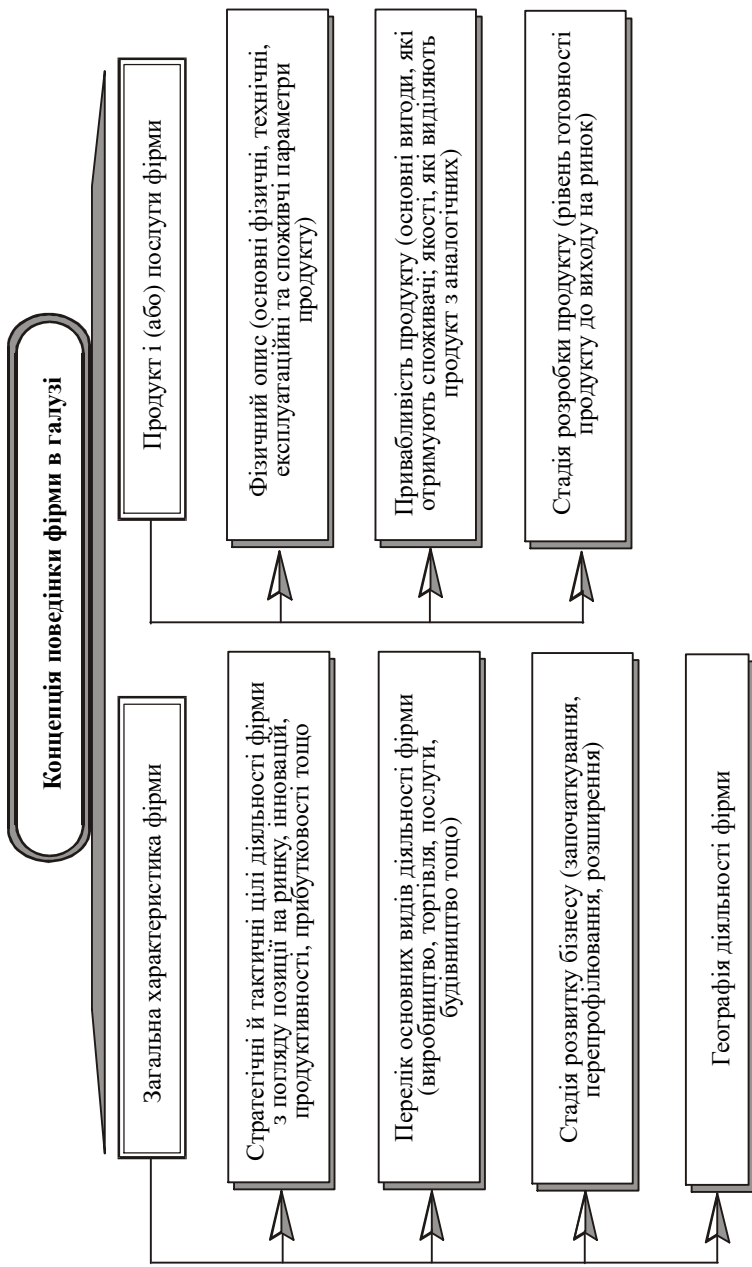 Концепція поведінки фірми в галузі
Загальна характеристика фірми
Стратегічні й тактичні цілі діяльності фірми
з погляду позиції на ринку, інновацій,
продуктивності, прибутковості тощо
Перелік основних видів діяльності фірми
(виробництво, торгівля, послуги,
будівництво тощо)
Стадія розвитку бізнесу (започаткування,
перепрофілювання, розширення)
Географія діяльності фірми
Продукт і (або) послуги фірми
Фізичний опис (основні фізичні, технічні,
експлуатаційні та споживчі параметри
продукту)
Привабливість продукту (основні вигоди, які
отримують споживачі; якості, які виділяють
продукт з аналогічних)
Стадія розробки продукту (рівень готовності
продукту до виходу на ринок)